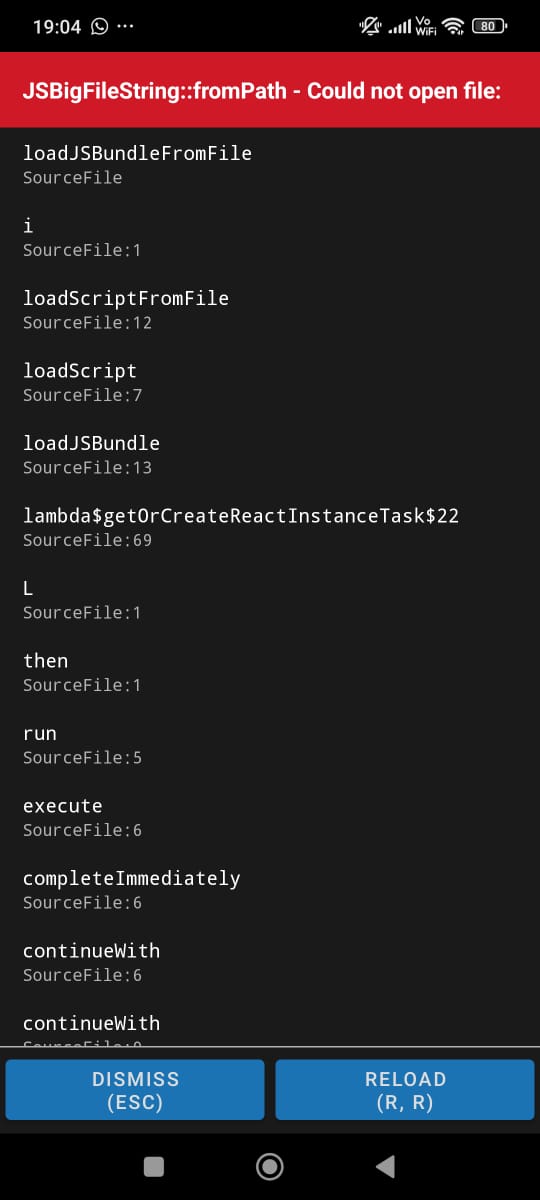 19:04
Vo
WiFi
80
JSBigFileString::fromPath - Could not open file:
loadJSBundleFromFile
SourceFile
i
SourceFile:1
loadScriptFromFile
SourceFile:12
loadScript
SourceFile:7
loadJSBundle
SourceFile:13
lambda$getOrCreateReactInstanceTask$22
SourceFile:69
L
SourceFile:1
then
SourceFile:1
run
SourceFile:5
execute
SourceFile:6
completeImmediately
SourceFile:6
continueWith
SourceFile:6
continueWith
DISMISS
(ESC)
RELOAD
(R, R)